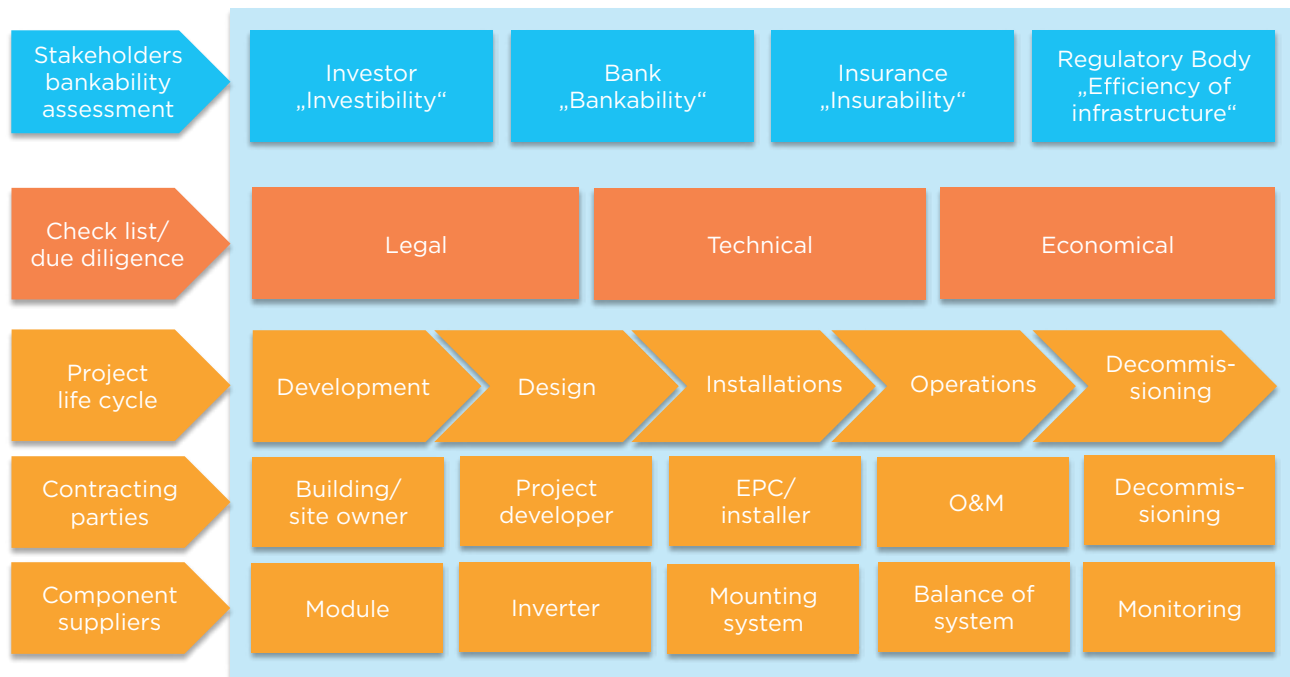 Stakeholders
bankability
assessment
Investor
„Investibility“
Bank
„Bankability“
Insurance
„Insurability“
Regulatory Body
„Efficiency of
infrastructure“
Check list/
due diligence
Legal
Technical
Economical
Project
life cycle
Development
Design
Installations
Operations
Decommis-
sioning
Contracting
parties
Building/
site owner
Project
developer
EPC/
installer
O&M
Decommis-
sioning
Component
suppliers
Module
Inverter
Mounting
system
Balance of
system
Monitoring